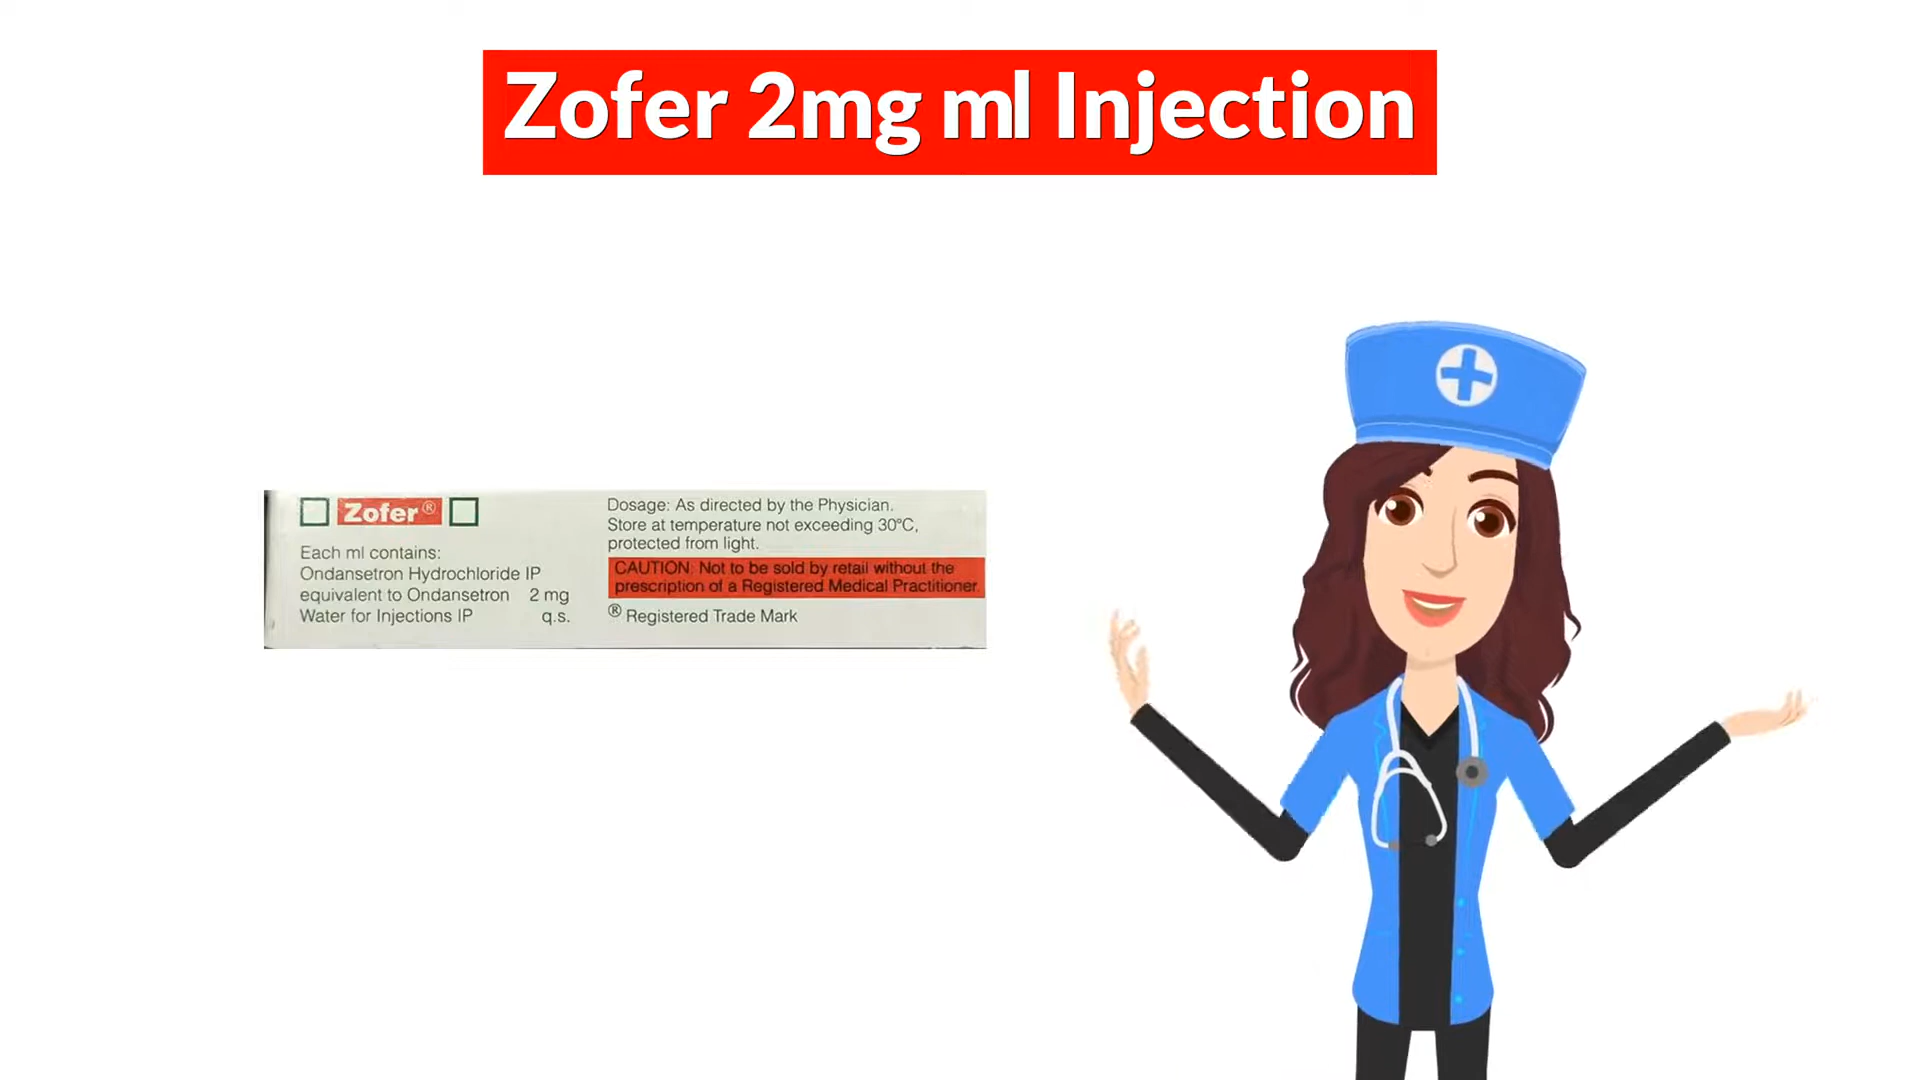 Zofer 2mg ml Injection
Zofer®
Each ml contains:
Ondansetron Hydrochloride IP
equivalent to Ondansetron 2 mg
Water for Injections IP q.s.
Dosage: As directed by the Physician.
Store at temperature not exceeding 30°C,
protected from light.
CAUTION: Not to be sold by retail without the
prescription of a Registered Medical Practitioner.
® Registered Trade Mark